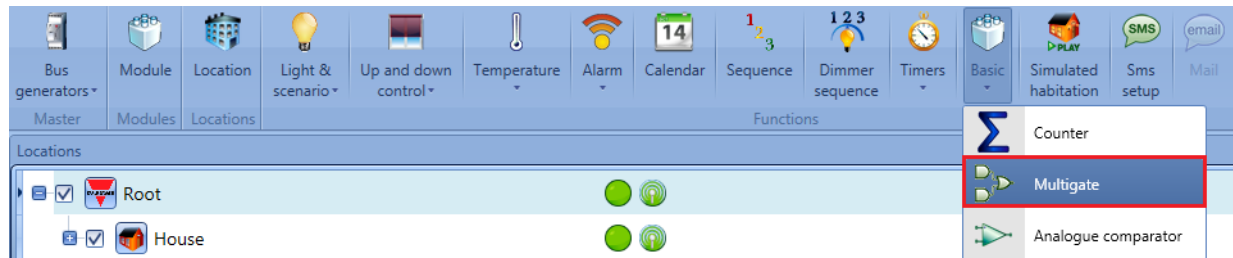 1 2 3
1 2 3
14
SMS
email
PLAY
Bus generators
Module
Location
Light & scenario
Up and down control
Temperature
Alarm
Calendar
Sequence
Dimmer sequence
Timers
Basic
Simulated habitation
Sms setup
Mail
Master
Modules
Locations
Functions
Counter
Locations
Multigate
Root
Analogue comparator
House